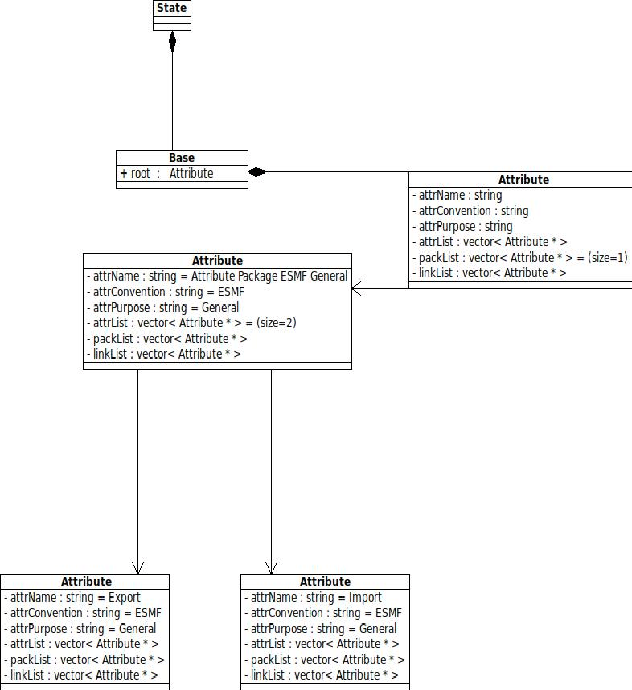 State
Base
+ root : Attribute
Attribute
- attrName : string
- attrConvention : string
- attrPurpose : string
- attrList : vector< Attribute * >
- packList : vector< Attribute * > = (size=1)
- linkList : vector< Attribute * >
Attribute
- attrName : string = Attribute Package ESMF General
- attrConvention : string = ESMF
- attrPurpose : string = General
- attrList : vector< Attribute * > = (size=2)
- packList : vector< Attribute * >
- linkList : vector< Attribute * >
Attribute
- attrName : string = Export
- attrConvention : string = ESMF
- attrPurpose : string = General
- attrList : vector< Attribute * >
- packList : vector< Attribute * >
- linkList : vector< Attribute * >
Attribute
- attrName : string = Import
- attrConvention : string = ESMF
- attrPurpose : string = General
- attrList : vector< Attribute * >
- packList : vector< Attribute * >
- linkList : vector< Attribute * >